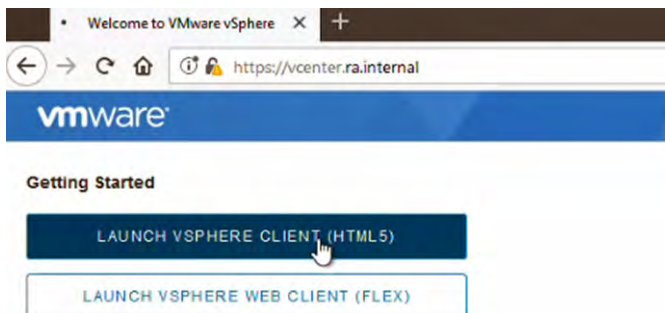 Welcome to VMware vSphere
https://vcenter.ra.internal
vmware
Getting Started
LAUNCH VSPHERE CLIENT (HTML5)
LAUNCH VSPHERE WEB CLIENT (FLEX)